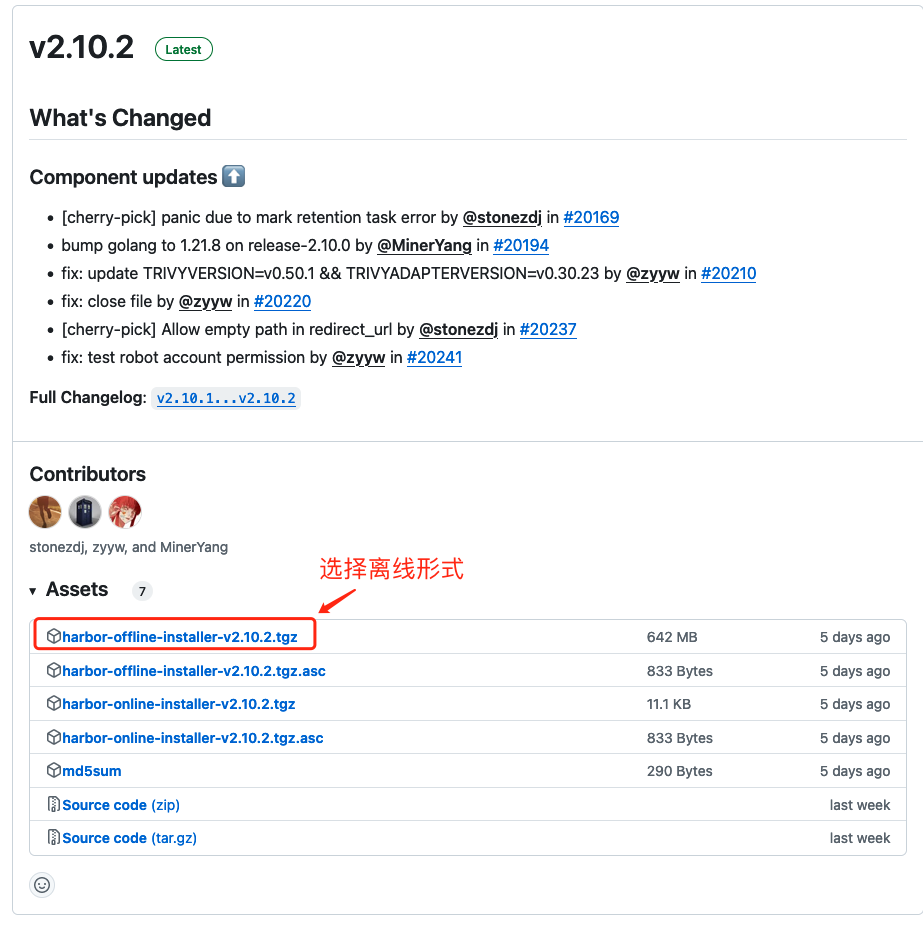 v2.10.2 Latest
What's Changed
Component updates
[cherry-pick] panic due to mark retention task error by @stonezdj in #20169
bump golang to 1.21.8 on release-2.10.0 by @MinerYang in #20194
fix: update TRIVYVERSION=v0.50.1 && TRIVYADAPTERVERSION=v0.30.23 by @zyyw in #20210
fix: close file by @zyyw in #20220
[cherry-pick] Allow empty path in redirect_url by @stonezdj in #20237
fix: test robot account permission by @zyyw in #20241
Full Changelog: v2.10.1...v2.10.2
Contributors
stonezdj, zyyw, and MinerYang
选择离线形式
Assets 7
harbor-offline-installer-v2.10.2.tgz 642 MB 5 days ago
harbor-offline-installer-v2.10.2.tgz.asc 833 Bytes 5 days ago
harbor-online-installer-v2.10.2.tgz 11.1 KB 5 days ago
harbor-online-installer-v2.10.2.tgz.asc 833 Bytes 5 days ago
md5sum 290 Bytes 5 days ago
Source code (zip) last week
Source code (tar.gz) last week